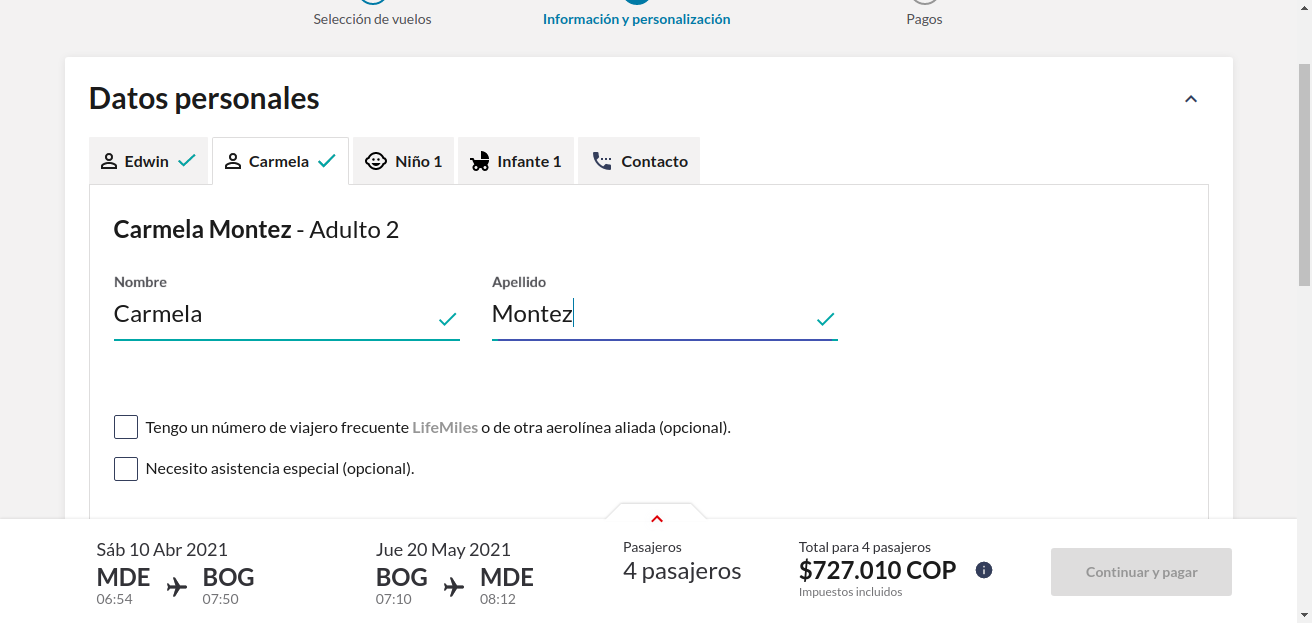 Selección de vuelos
Información y personalización
Pagos
Datos personales
Edwin
Carmela
Niño 1
Infante 1
Contacto
Carmela Montez - Adulto 2
Nombre
Apellido
Carmela
Montez
Tengo un número de viajero frecuente LifeMiles o de otra aerolínea aliada (opcional).
Necesito asistencia especial (opcional).
Sáb 10 Abr 2021
MDE BOG
06:54 07:50
Jue 20 May 2021
BOG MDE
07:10 08:12
Pasajeros
4 pasajeros
Total para 4 pasajeros
$727.010 COP
Impuestos incluidos
Continuar y pagar